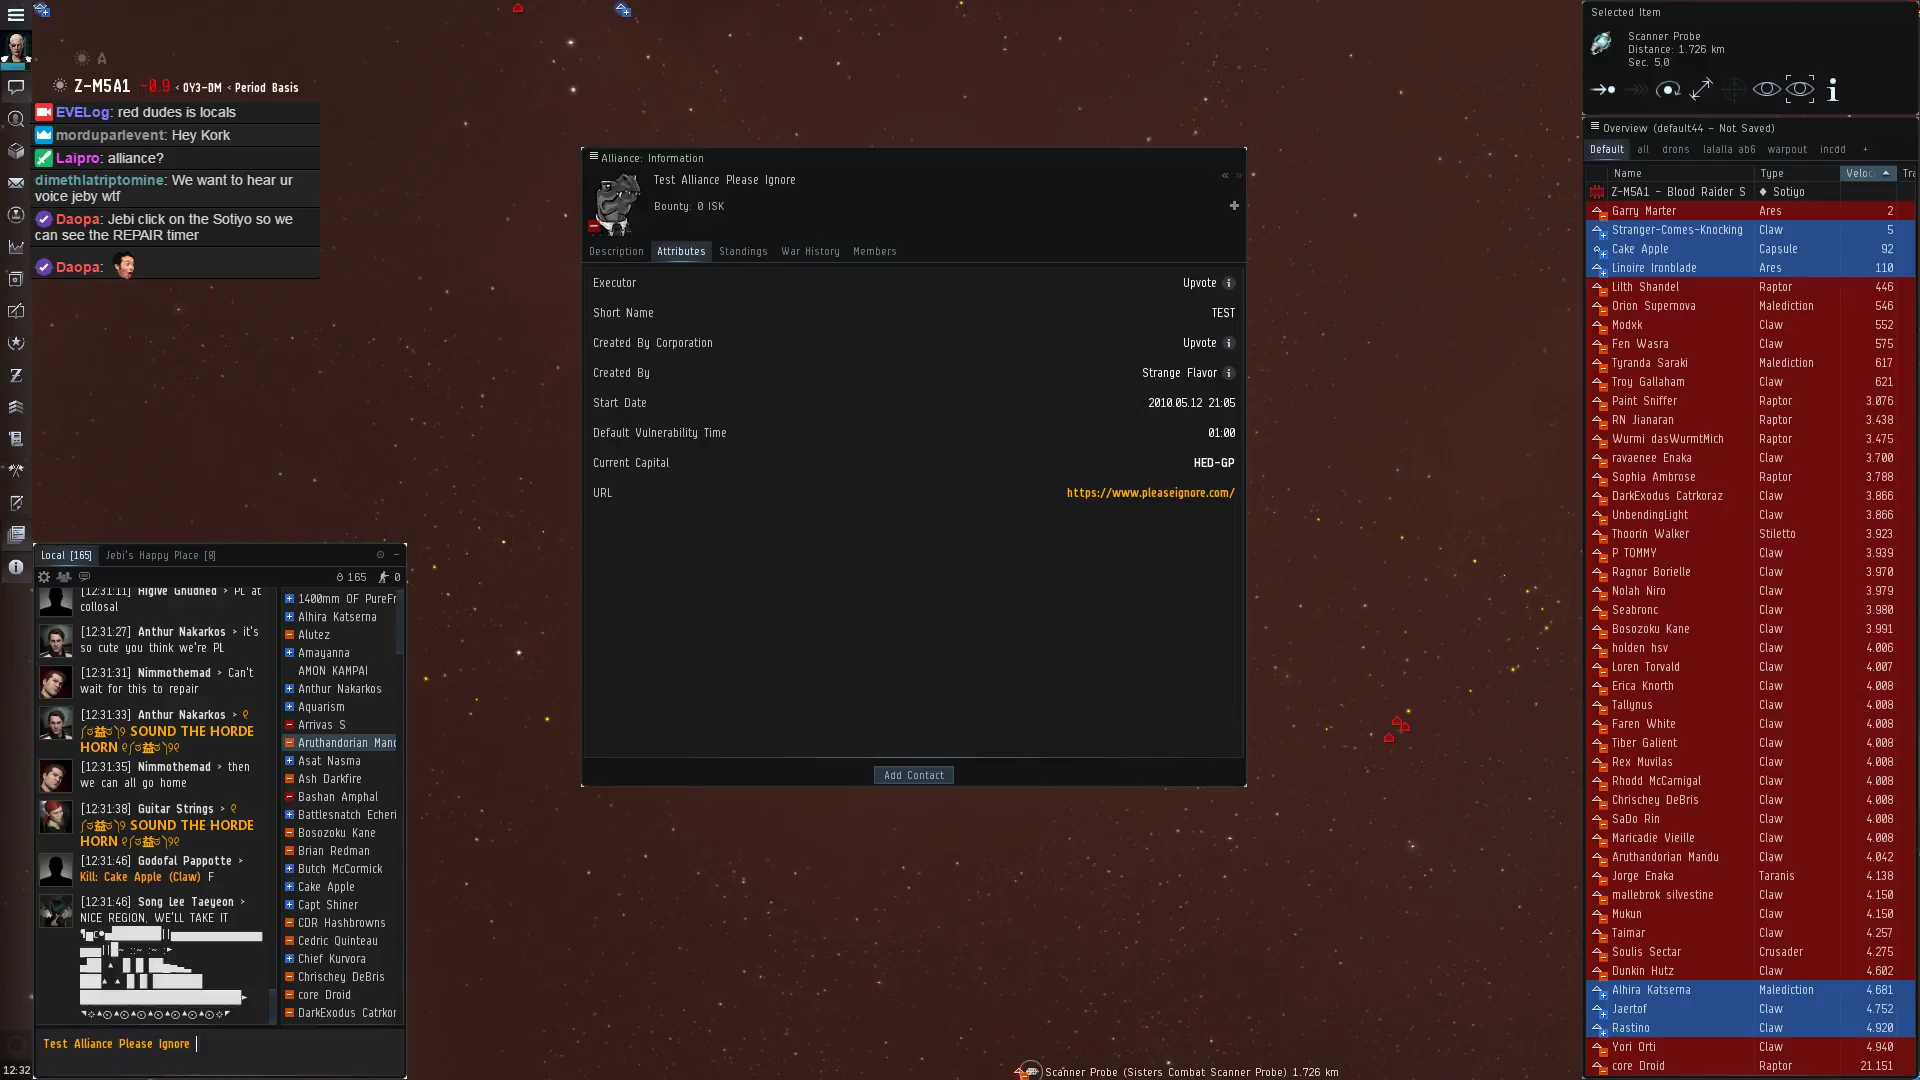 A
Z-M5A1 -0.9 < OY3-DM < Period Basis
EVELog: red dudes is locals
morduparlevent: Hey Kork
Laipro: alliance?
dimethlatriptomine: We want to hear ur
voice jeby wtf
Daopa: Jebi click on the Sotiyo so we
can see the REPAIR timer
Daopa:
Alliance: Information
Test Alliance Please Ignore
Bounty: 0 ISK
Description Attributes Standings War History Members
Executor Upvote
Short Name TEST
Created By Corporation Upvote
Created By Strange Flavor
Start Date 2010.05.12 21:05
Default Vulnerability Time 01:00
Current Capital HED-GP
URL https://www.pleaseignore.com/
Add Contact
Local [165] Jebi's Happy Place [8]
165 0
[12:31:11] Higive Ghudhed > PL at
collosal
[12:31:27] Anthur Nakarkos > it's
so cute you think we're PL
[12:31:31] Nimmothemad > Can't
wait for this to repair
[12:31:33] Anthur Nakarkos >
SOUND THE HORDE
HORN
[12:31:35] Nimmothemad > then
we can all go home
[12:31:38] Guitar Strings >
SOUND THE HORDE
HORN
[12:31:46] Godofal Pappotte >
Kill: Cake Apple (Claw) F
[12:31:46] Song Lee Taeyeon >
NICE REGION, WE'LL TAKE IT
1400mm OF PureFr
Alhira Katserna
Alutez
Amayanna
AMON KAMPAI
Anthur Nakarkos
Aquarism
Arrivas S
Aruthandorian Mand
Asat Nasma
Ash Darkfire
Bashan Amphal
Battlesnatch Echeri
Bosozoku Kane
Brian Redman
Butch McCormick
Cake Apple
Capt Shiner
CDR Hashbrowns
Cedric Quinteau
Chief Kurvora
Chrischey DeBris
core Droid
DarkExodus Catrkor
Test Alliance Please Ignore
12:32
Scanner Probe (Sisters Combat Scanner Probe) 1.726 km
Selected Item
Scanner Probe
Distance: 1.726 km
Sec. 5,0
Overview (default44 - Not Saved)
Default all drons lalalla ab6 warpout incdd +
Name Type Veloc Tra
Z-M5A1 - Blood Raider S Sotiyo
Garry Marter Ares 2
Stranger-Comes-Knocking Claw 5
Cake Apple Capsule 92
Linoire Ironblade Ares 110
Lilth Shandel Raptor 446
Orion Supernova Malediction 546
Modxk Claw 552
Fen Wasra Claw 575
Tyranda Saraki Malediction 617
Troy Gallaham Claw 621
Paint Sniffer Raptor 3.076
RN Jianaran Raptor 3.438
Wurmi dasWurmtMich Raptor 3.475
ravaenee Enaka Claw 3.700
Sophia Ambrose Raptor 3.788
DarkExodus Catrkoraz Claw 3.866
UnbendingLight Claw 3.866
Thoorin Walker Stiletto 3.923
P TOMMY Claw 3.939
Ragnor Borielle Claw 3.970
Nolah Niro Claw 3.979
Seabronc Claw 3.980
Bosozoku Kane Claw 3.991
holden hsv Claw 4.006
Loren Torvald Claw 4.007
Erica Knorth Claw 4.008
Tallynus Claw 4.008
Faren White Claw 4.008
Tiber Galient Claw 4.008
Rex Muvilas Claw 4.008
Rhodd McCarnigal Claw 4.008
Chrischey DeBris Claw 4.008
SaDo Rin Claw 4.008
Maricadie Vieille Claw 4.008
Aruthandorian Mandu Claw 4.042
Jorge Enaka Taranis 4.138
mallebrok silvestine Claw 4.150
Mukun Claw 4.150
Taimar Claw 4.257
Soulis Sectar Crusader 4.275
Dunkin Hutz Claw 4.602
Alhira Katserna Malediction 4.681
Jaertof Claw 4.752
Rastino Claw 4.920
Yori Orti Claw 4.940
core Droid Raptor 21.151